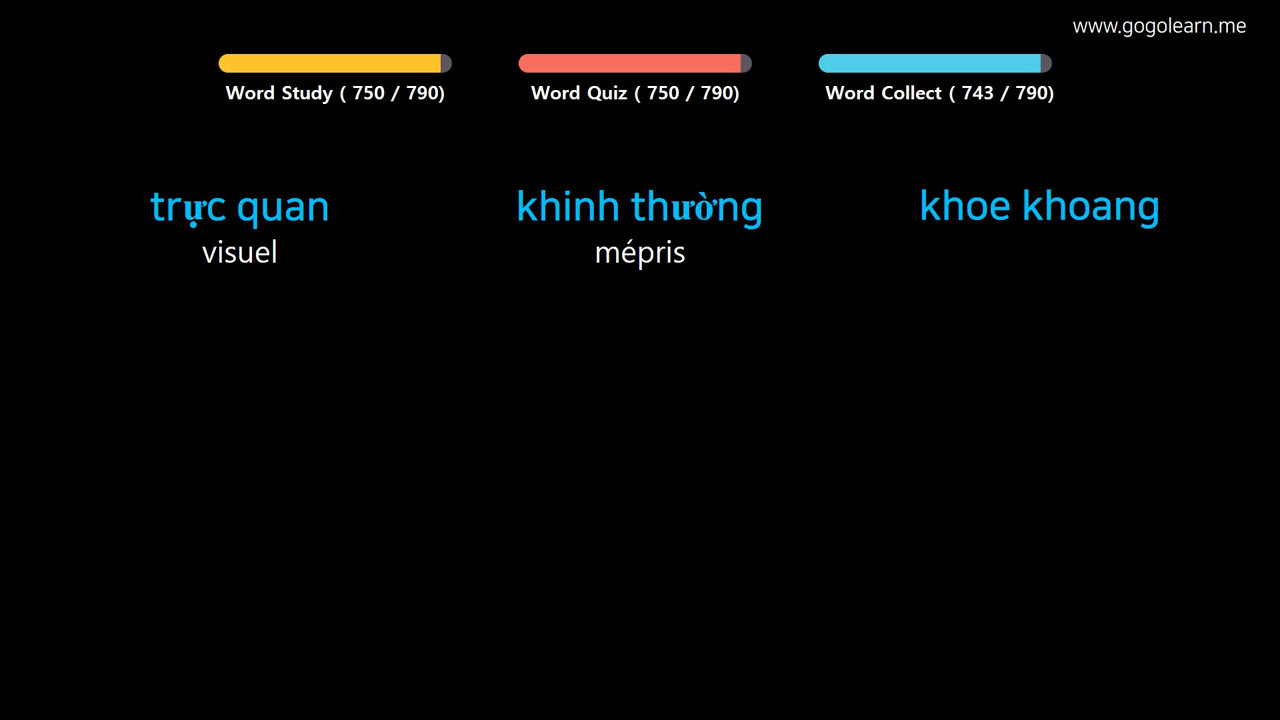 www.gogolearn.me
Word Study ( 750 / 790)
Word Quiz ( 750 / 790)
Word Collect ( 743 / 790)
trực quan
visuel
khinh thường
mépris
khoe khoang